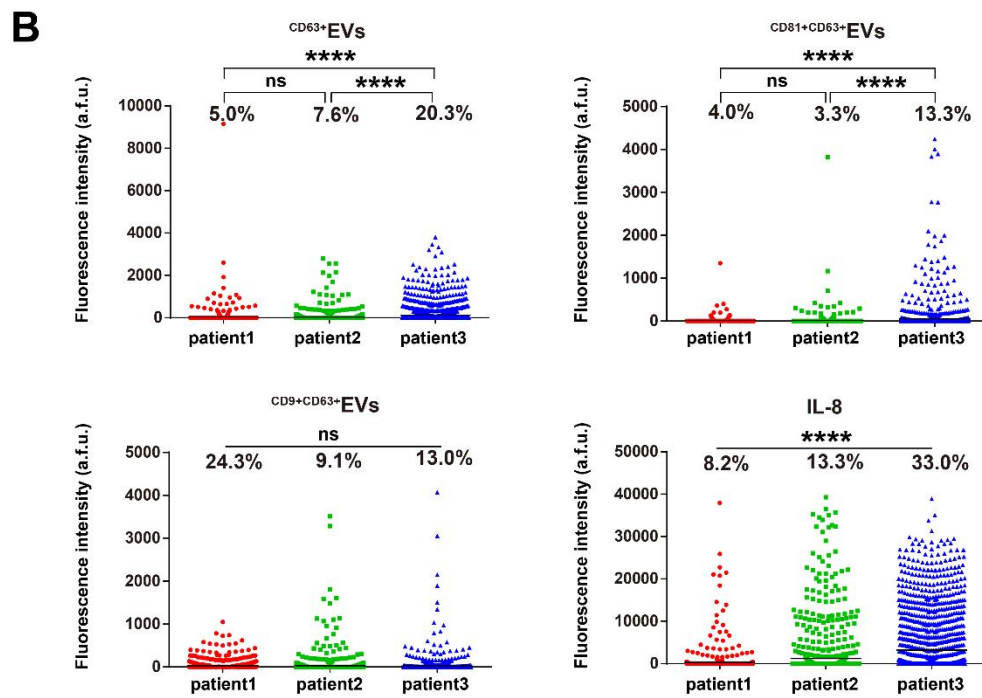 B
CD63+EVs
****
ns ****
5.0% 7.6% 20.3%
Fluorescence intensity (a.f.u.)
10000
8000
6000
4000
2000
0
patient1 patient2 patient3
CD81+CD63+EVs
****
ns ****
4.0% 3.3% 13.3%
Fluorescence intensity (a.f.u.)
5000
4000
3000
2000
1000
0
patient1 patient2 patient3
CD9+CD63+EVs
ns
24.3% 9.1% 13.0%
Fluorescence intensity (a.f.u.)
5000
4000
3000
2000
1000
0
patient1 patient2 patient3
IL-8
****
8.2% 13.3% 33.0%
Fluorescence intensity (a.f.u.)
50000
40000
30000
20000
10000
0
patient1 patient2 patient3